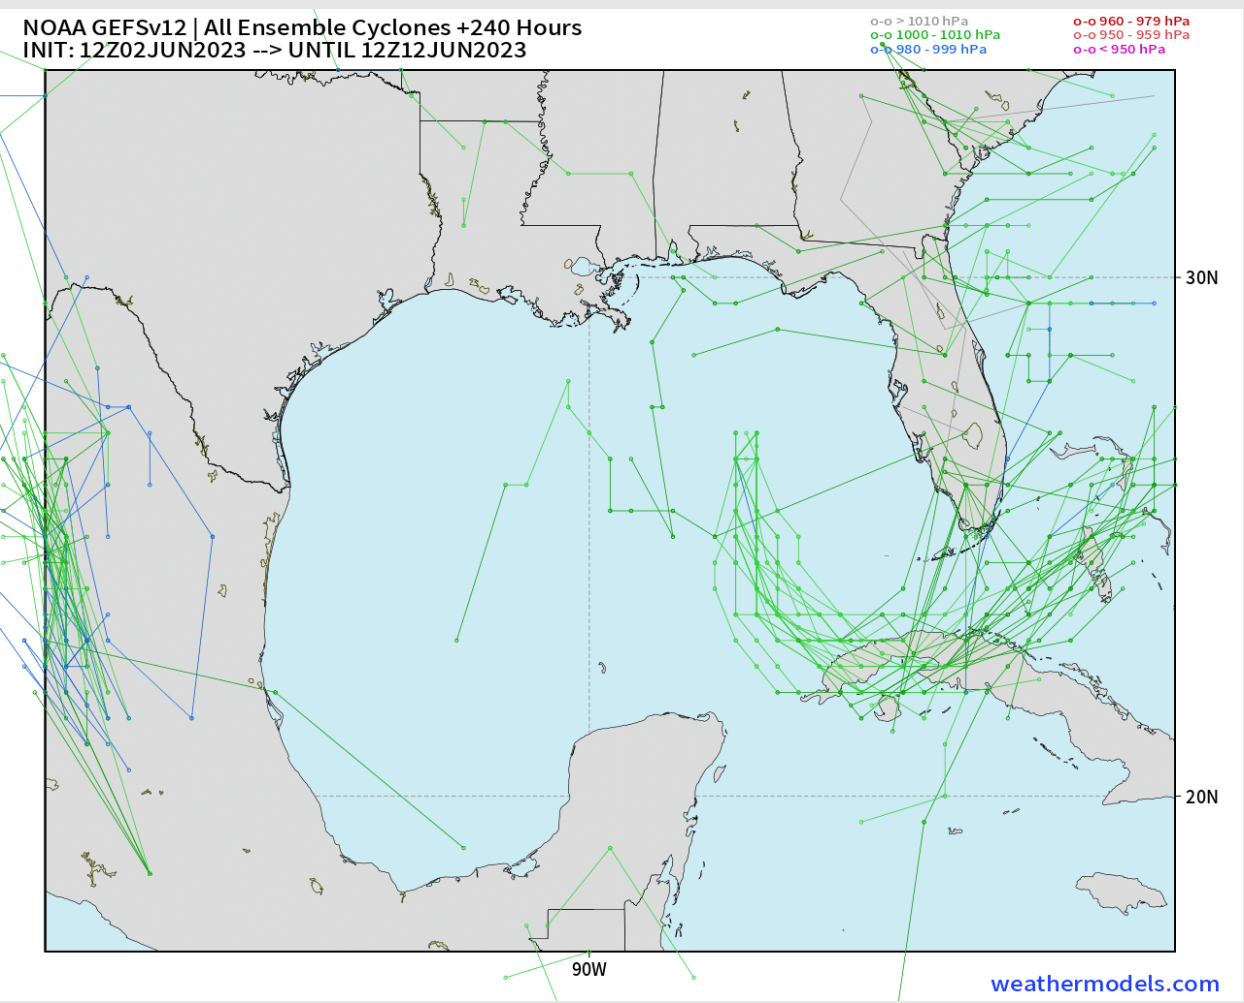 NOAA GEFSv12 | All Ensemble Cyclones +240 Hours
INIT: 12Z02JUN2023 --> UNTIL 12Z12JUN2023
o-o > 1010 hPa
o-o 1000 - 1010 hPa
o-o 980 - 999 hPa
o-o 960 - 979 hPa
o-o 950 - 959 hPa
o-o < 950 hPa
30N
20N
90W
weathermodels.com